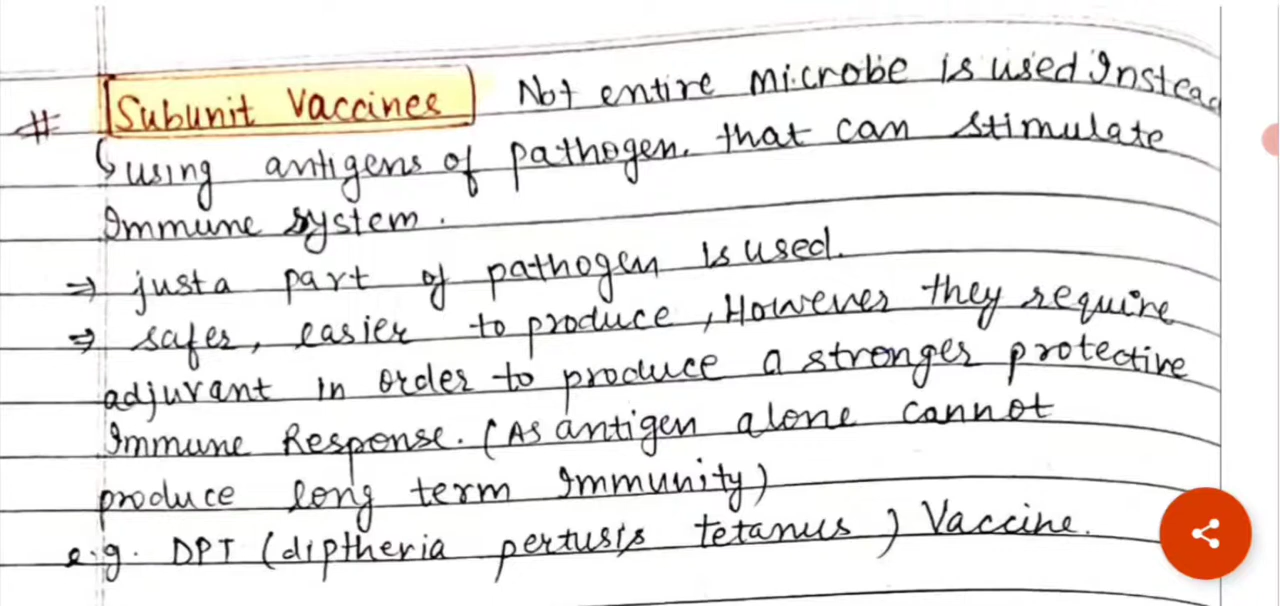 # Subunit Vaccines Not entire microbe is used Instead
using antigens of pathogen. that can stimulate
Immune system.
⇒ just a part of pathogen is used.
⇒ safer, easier to produce, However they require
adjuvant in order to produce a stronger protective
Immune Response. (As antigen alone cannot
produce long term Immunity)
e.g. DPT (diptheria pertusis tetanus) Vaccine.